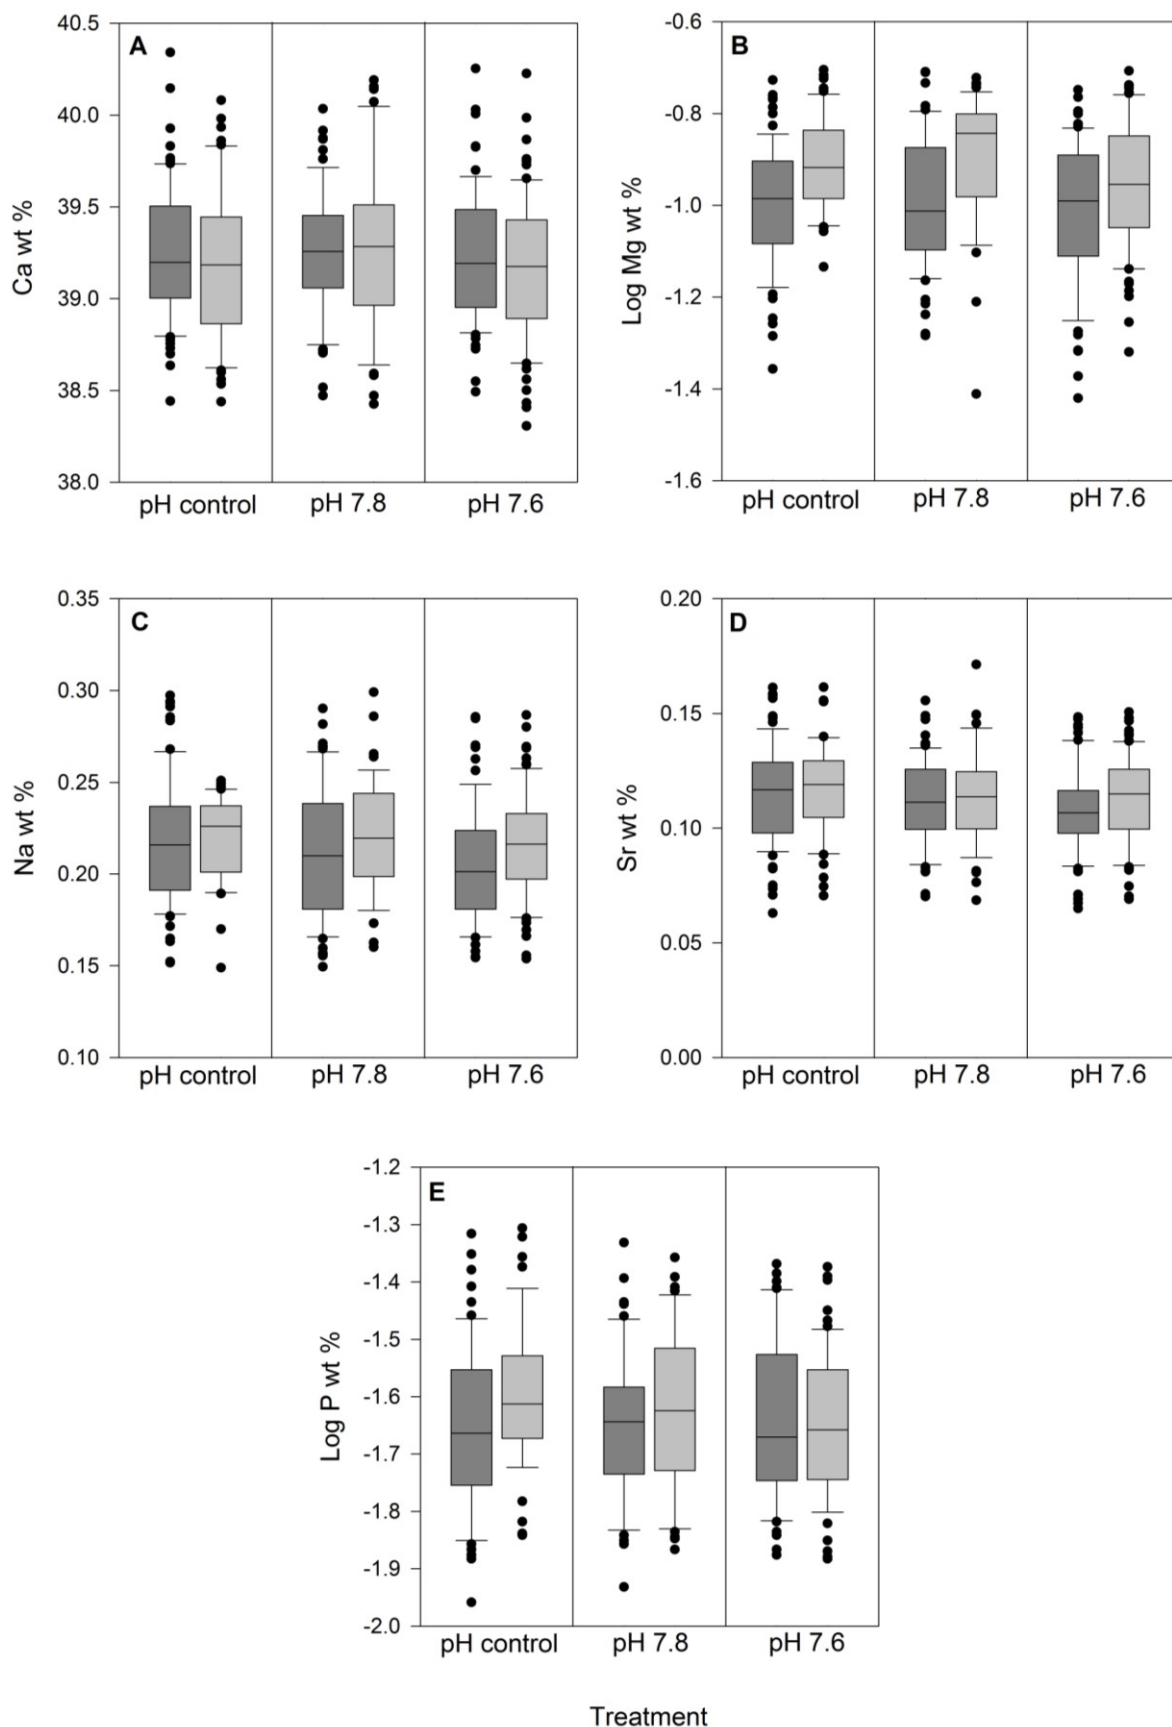 A
Ca wt %
40.5
40.0
39.5
39.0
38.5
38.0
pH control pH 7.8 pH 7.6
B
Log Mg wt %
-0.6
-0.8
-1.0
-1.2
-1.4
-1.6
pH control pH 7.8 pH 7.6
C
Na wt %
0.35
0.30
0.25
0.20
0.15
0.10
pH control pH 7.8 pH 7.6
D
Sr wt %
0.20
0.15
0.10
0.05
0.00
pH control pH 7.8 pH 7.6
E
Log P wt %
-1.2
-1.3
-1.4
-1.5
-1.6
-1.7
-1.8
-1.9
-2.0
pH control pH 7.8 pH 7.6
Treatment